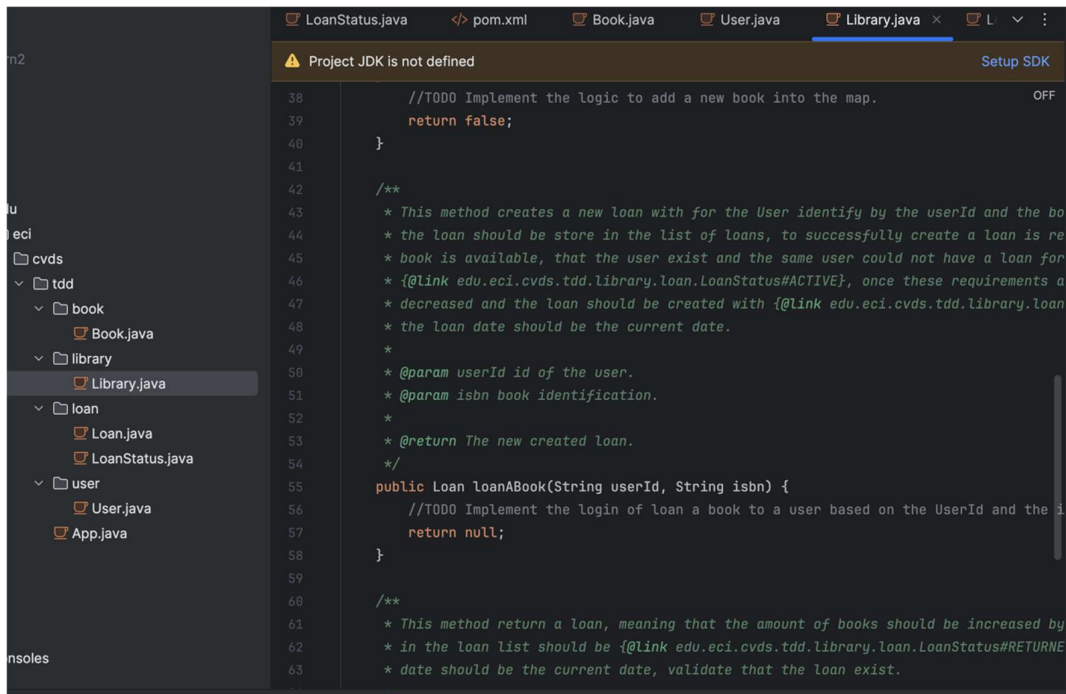 LoanStatus.java
</> pom.xml
Book.java
User.java
Library.java ×
Project JDK is not defined
Setup SDK
OFF
eci
cvds
tdd
book
Book.java
library
Library.java
loan
Loan.java
LoanStatus.java
user
User.java
App.java
38 //TODO Implement the logic to add a new book into the map.
39 return false;
40 }
41
42 /**
43 * This method creates a new loan with for the User identify by the userId and the
44 * the loan should be store in the list of loans, to successfully create a loan is
45 * book is available, that the user exist and the same user could not have a loan for
46 * {@link edu.eci.cvds.tdd.library.loan.LoanStatus#ACTIVE}, once these requirements
47 * decreased and the loan should be created with {@link edu.eci.cvds.tdd.library.loan
48 * the loan date should be the current date.
49 *
50 * @param userId id of the user.
51 * @param isbn book identification.
52 *
53 * @return The new created loan.
54 */
55 public Loan loanABook(String userId, String isbn) {
56 //TODO Implement the login of loan a book to a user based on the UserId and the
57 return null;
58 }
59
60 /**
61 * This method return a loan, meaning that the amount of books should be increased by
62 * in the loan list should be {@link edu.eci.cvds.tdd.library.loan.LoanStatus#RETURNE
63 * date should be the current date, validate that the loan exist.